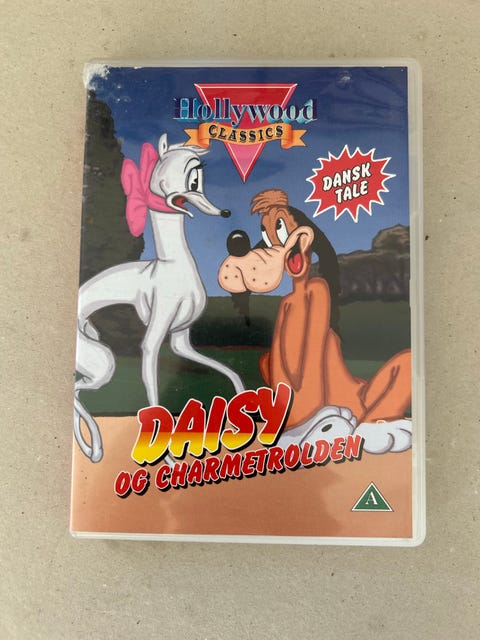 Hollywood
CLASSICS
DANSK
TALE
DAISY
OG CHARMETROLDEN
A